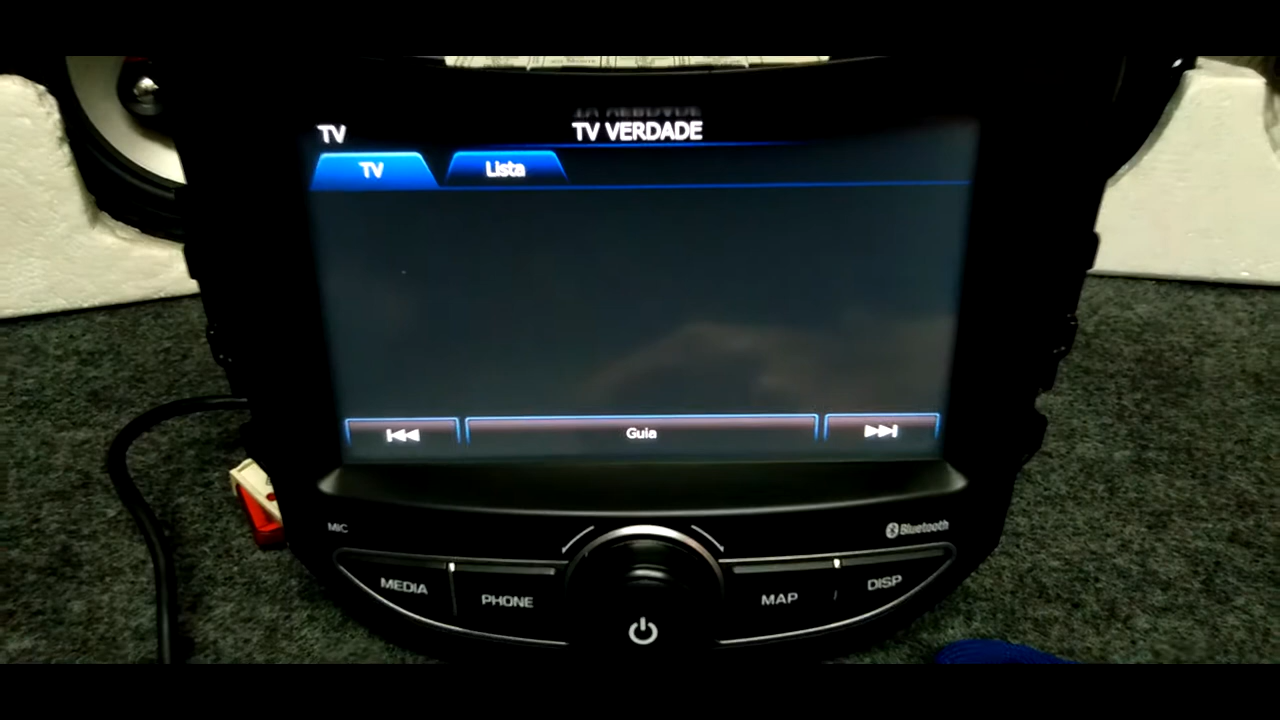 TV
TV VERDADE
TV
Lista
Guia
MIC
Bluetooth
MEDIA
PHONE
MAP
DISP